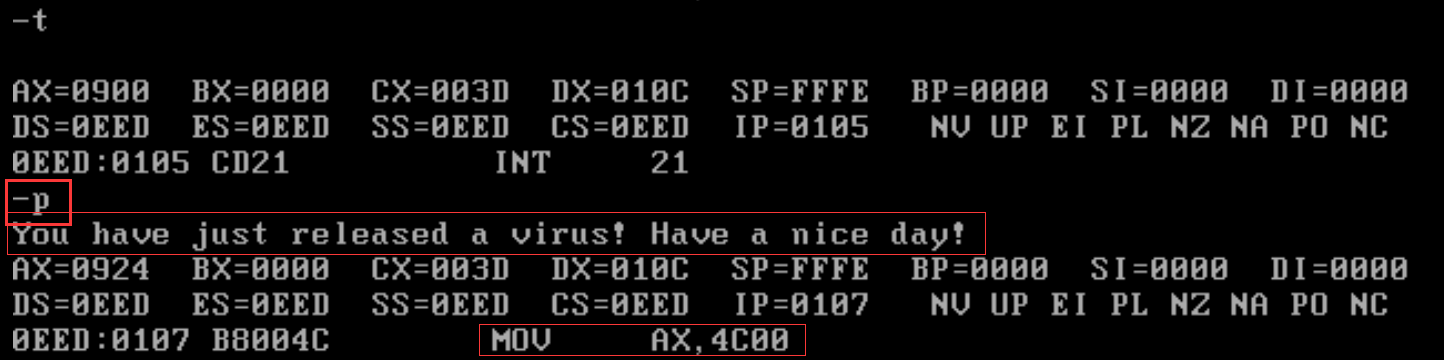 -t
AX=0900 BX=0000 CX=003D DX=010C SP=FFFE BP=0000 SI=0000 DI=0000
DS=0EED ES=0EED SS=0EED CS=0EED IP=0105 NV UP EI PL NZ NA PO NC
0EED:0105 CD21 INT 21
-p
You have just released a virus! Have a nice day!
AX=0924 BX=0000 CX=003D DX=010C SP=FFFE BP=0000 SI=0000 DI=0000
DS=0EED ES=0EED SS=0EED CS=0EED IP=0107 NV UP EI PL NZ NA PO NC
0EED:0107 B8004C MOV AX,4C00